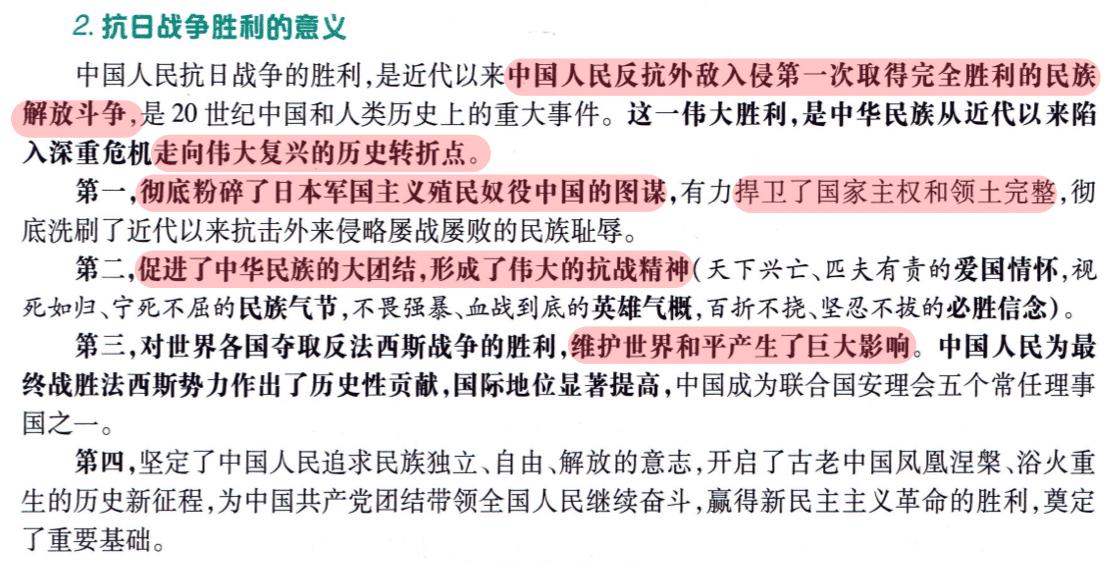 2. 抗日战争胜利的意义
中国人民抗日战争的胜利,是近代以来中国人民反抗外敌入侵第一次取得完全胜利的民族
解放斗争,是 20 世纪中国和人类历史上的重大事件。这一伟大胜利,是中华民族从近代以来陷
入深重危机走向伟大复兴的历史转折点。
第一,彻底粉碎了日本军国主义殖民奴役中国的图谋,有力捍卫了国家主权和领土完整,彻
底洗刷了近代以来抗击外来侵略屡战屡败的民族耻辱。
第二,促进了中华民族的大团结,形成了伟大的抗战精神(天下兴亡、匹夫有责的爱国情怀,视
死如归、宁死不屈的民族气节,不畏强暴、血战到底的英雄气概,百折不挠、坚忍不拔的必胜信念)。
第三,对世界各国夺取反法西斯战争的胜利,维护世界和平产生了巨大影响。中国人民为最
终战胜法西斯势力作出了历史性贡献,国际地位显著提高,中国成为联合国安理会五个常任理事
国之一。
第四,坚定了中国人民追求民族独立、自由、解放的意志,开启了古老中国凤凰涅槃、浴火重
生的历史新征程,为中国共产党团结带领全国人民继续奋斗,赢得新民主主义革命的胜利,奠定
了重要基础。